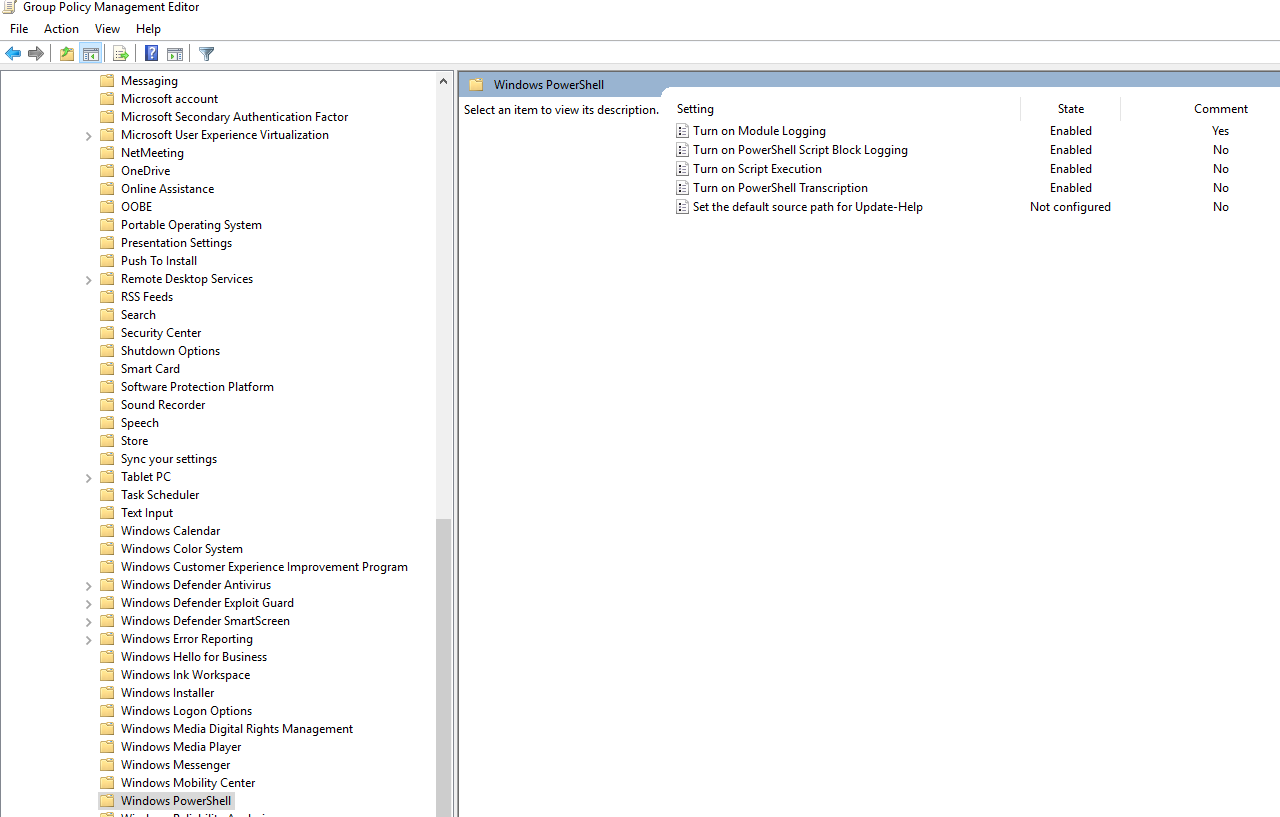 Group Policy Management Editor
File Action View Help
Messaging
Microsoft account
Microsoft Secondary Authentication Factor
Microsoft User Experience Virtualization
NetMeeting
OneDrive
Online Assistance
OOBE
Portable Operating System
Presentation Settings
Push To Install
Remote Desktop Services
RSS Feeds
Search
Security Center
Shutdown Options
Smart Card
Software Protection Platform
Sound Recorder
Speech
Store
Sync your settings
Tablet PC
Task Scheduler
Text Input
Windows Calendar
Windows Color System
Windows Customer Experience Improvement Program
Windows Defender Antivirus
Windows Defender Exploit Guard
Windows Defender SmartScreen
Windows Error Reporting
Windows Hello for Business
Windows Ink Workspace
Windows Installer
Windows Logon Options
Windows Media Digital Rights Management
Windows Media Player
Windows Messenger
Windows Mobility Center
Windows PowerShell
Windows PowerShell
Select an item to view its description.
Setting State Comment
Turn on Module Logging Enabled Yes
Turn on PowerShell Script Block Logging Enabled No
Turn on Script Execution Enabled No
Turn on PowerShell Transcription Enabled No
Set the default source path for Update-Help Not configured No